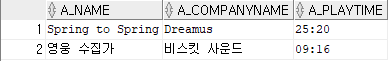 A_NAME A_COMPANYNAME A_PLAYTIME
1 Spring to Spring Dreamus 25:20
2 영웅 수집가 비스킷 사운드 09:16